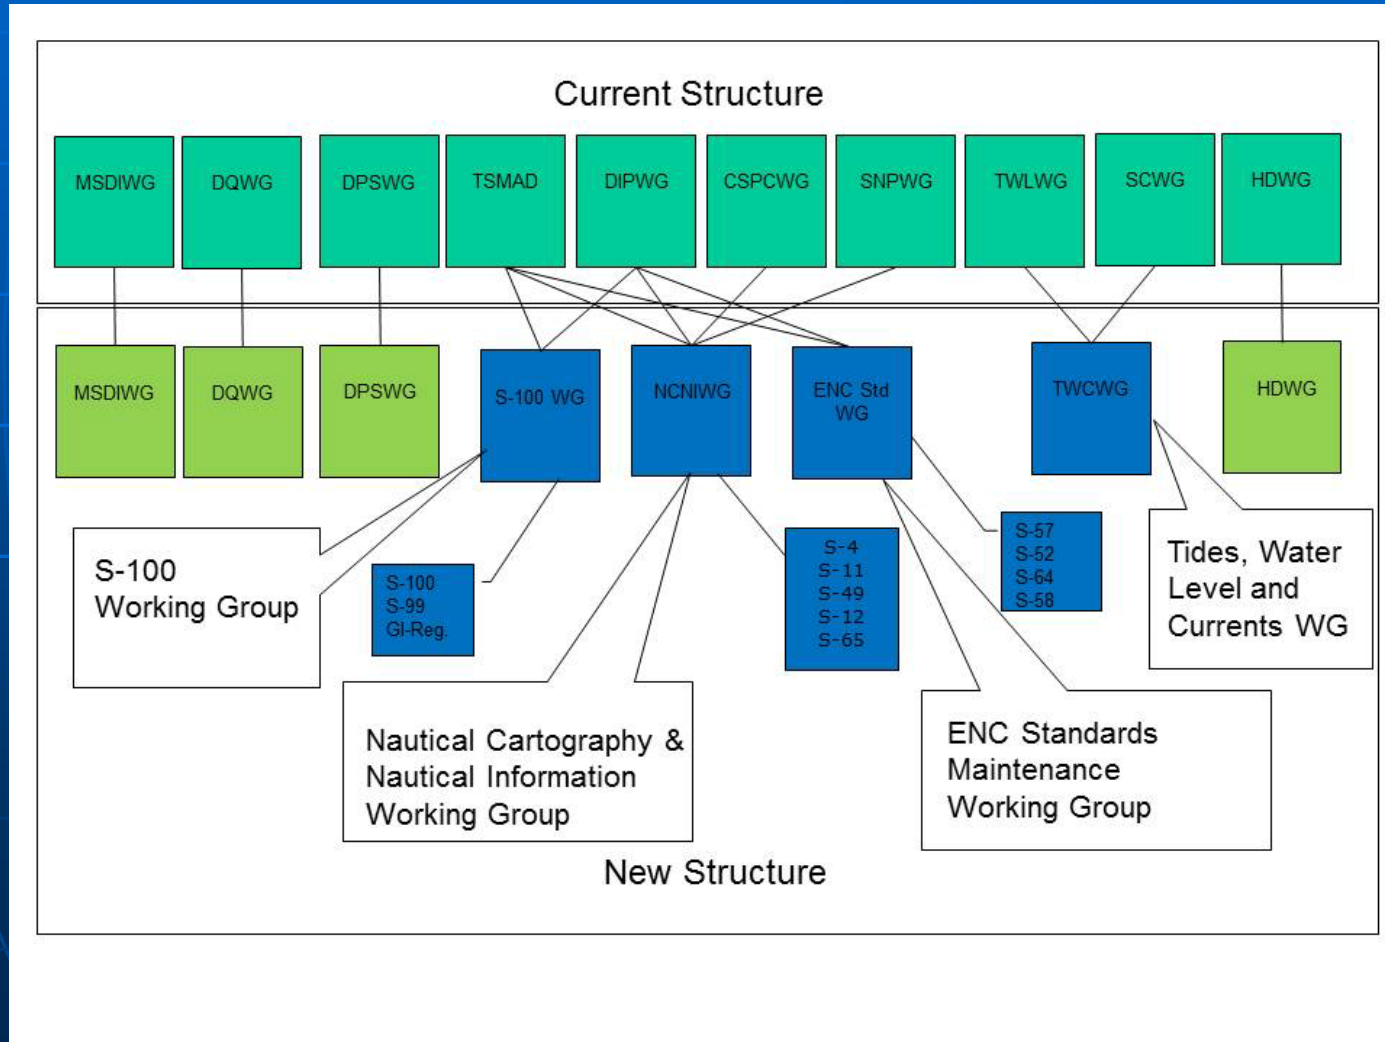 Current Structure
MSDIWG
DQWG
DPSWG
TSMAD
DIPWG
CSPCWG
SNPWG
TWLWG
SCWG
HDWG
MSDIWG
DQWG
DPSWG
S-100 WG
NCNIWG
ENC Std
WG
TWCWG
HDWG
S-100
Working Group
S-100
S-99
GI-Reg.
S-4
S-11
S-49
S-12
S-65
S-57
S-52
S-64
S-58
Tides, Water
Level and
Currents WG
Nautical Cartography &
Nautical Information
Working Group
ENC Standards
Maintenance
Working Group
New Structure